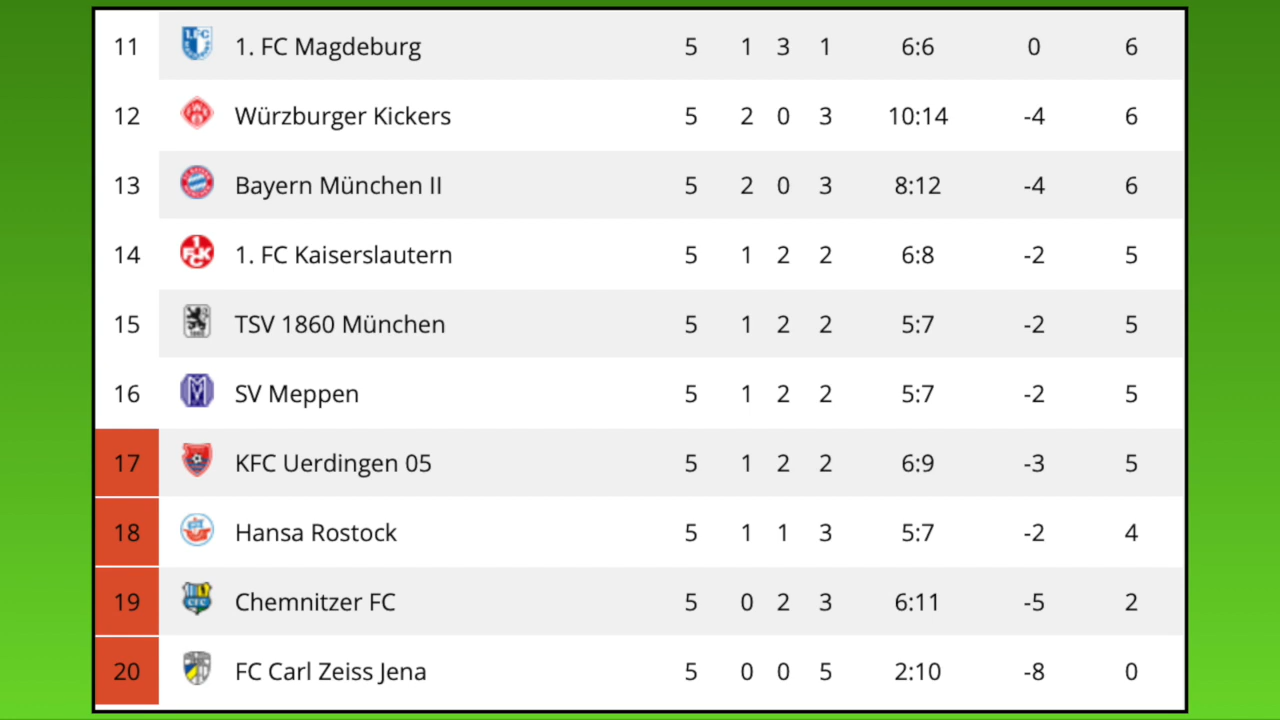 11 1. FC Magdeburg 5 1 3 1 6:6 0 6
12 Würzburger Kickers 5 2 0 3 10:14 -4 6
13 Bayern München II 5 2 0 3 8:12 -4 6
14 1. FC Kaiserslautern 5 1 2 2 6:8 -2 5
15 TSV 1860 München 5 1 2 2 5:7 -2 5
16 SV Meppen 5 1 2 2 5:7 -2 5
17 KFC Uerdingen 05 5 1 2 2 6:9 -3 5
18 Hansa Rostock 5 1 1 3 5:7 -2 4
19 Chemnitzer FC 5 0 2 3 6:11 -5 2
20 FC Carl Zeiss Jena 5 0 0 5 2:10 -8 0